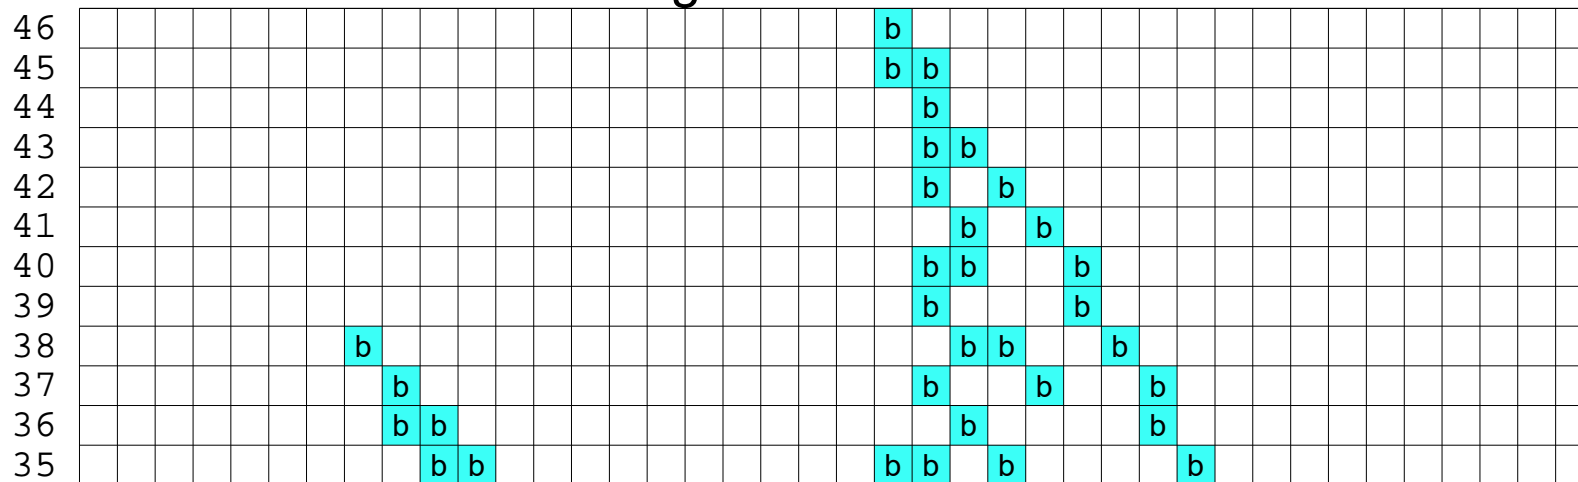 46 b
45 b b
44 b
43 b b
42 b b
41 b b
40 b b b
39 b b
38 b b b b
37 b b b b
36 b b b b
35 b b b b b b